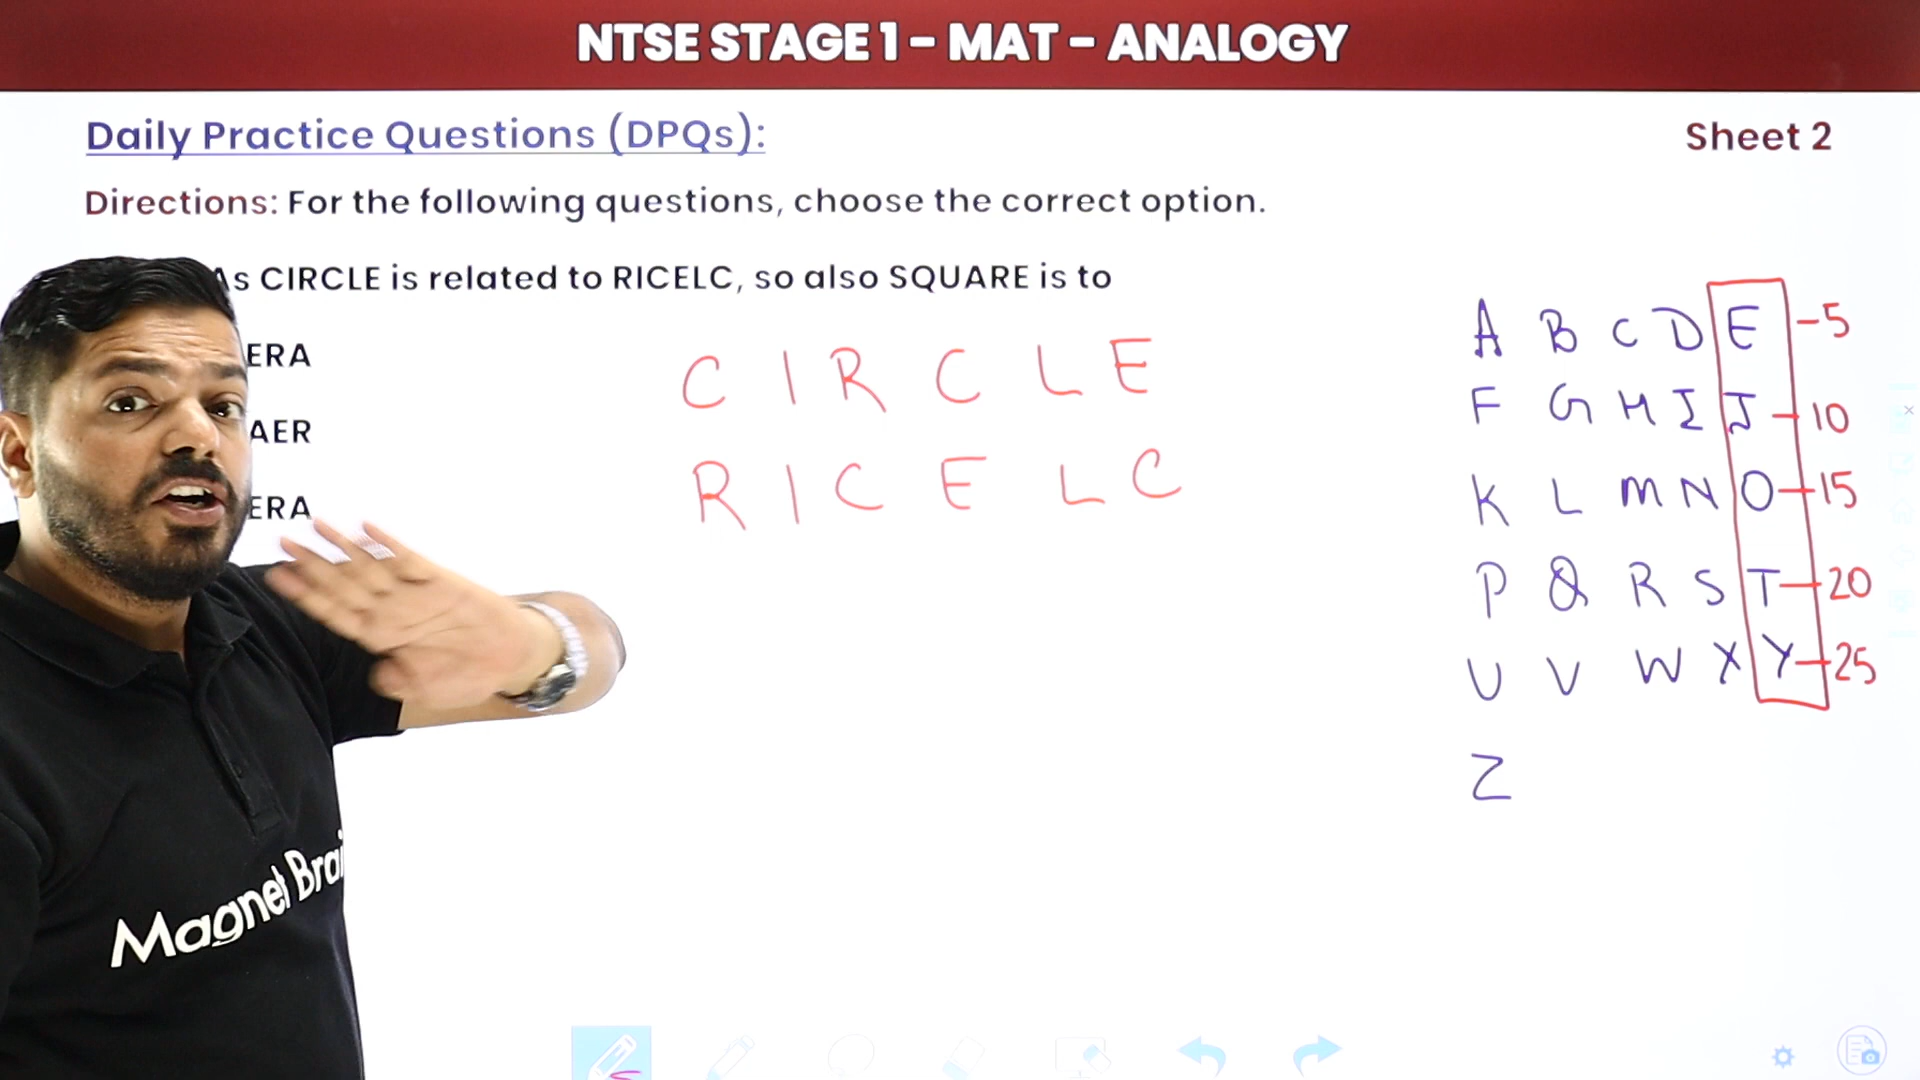 NTSE STAGE 1 - MAT - ANALOGY
Daily Practice Questions (DPQs):
Sheet 2
Directions: For the following questions, choose the correct option.
As CIRCLE is related to RICELC, so also SQUARE is to
ERA
AER
ERA
C I R C L E
R I C E L C
A B C D E -5
F G H I J - 10
K L M N O - 15
P Q R S T - 20
U V W X Y - 25
Z
Magnet Brai